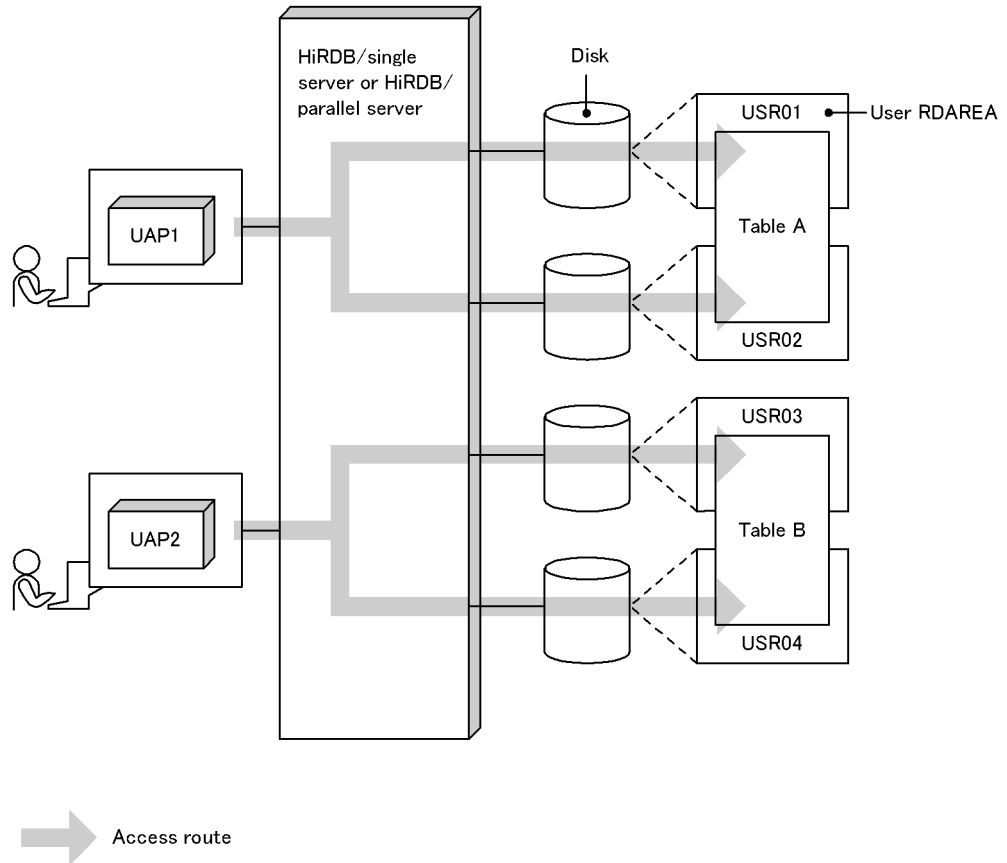 HiRDB/single
server or HiRDB/
parallel server
Disk
USR01
User RDAREA
UAP1
Table A
USR02
USR03
UAP2
Table B
USR04
Access route